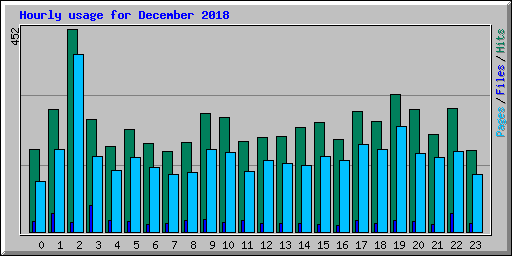 Hourly usage for December 2018
452
Pages / Files / Hits
0 1 2 3 4 5 6 7 8 9 10 11 12 13 14 15 16 17 18 19 20 21 22 23